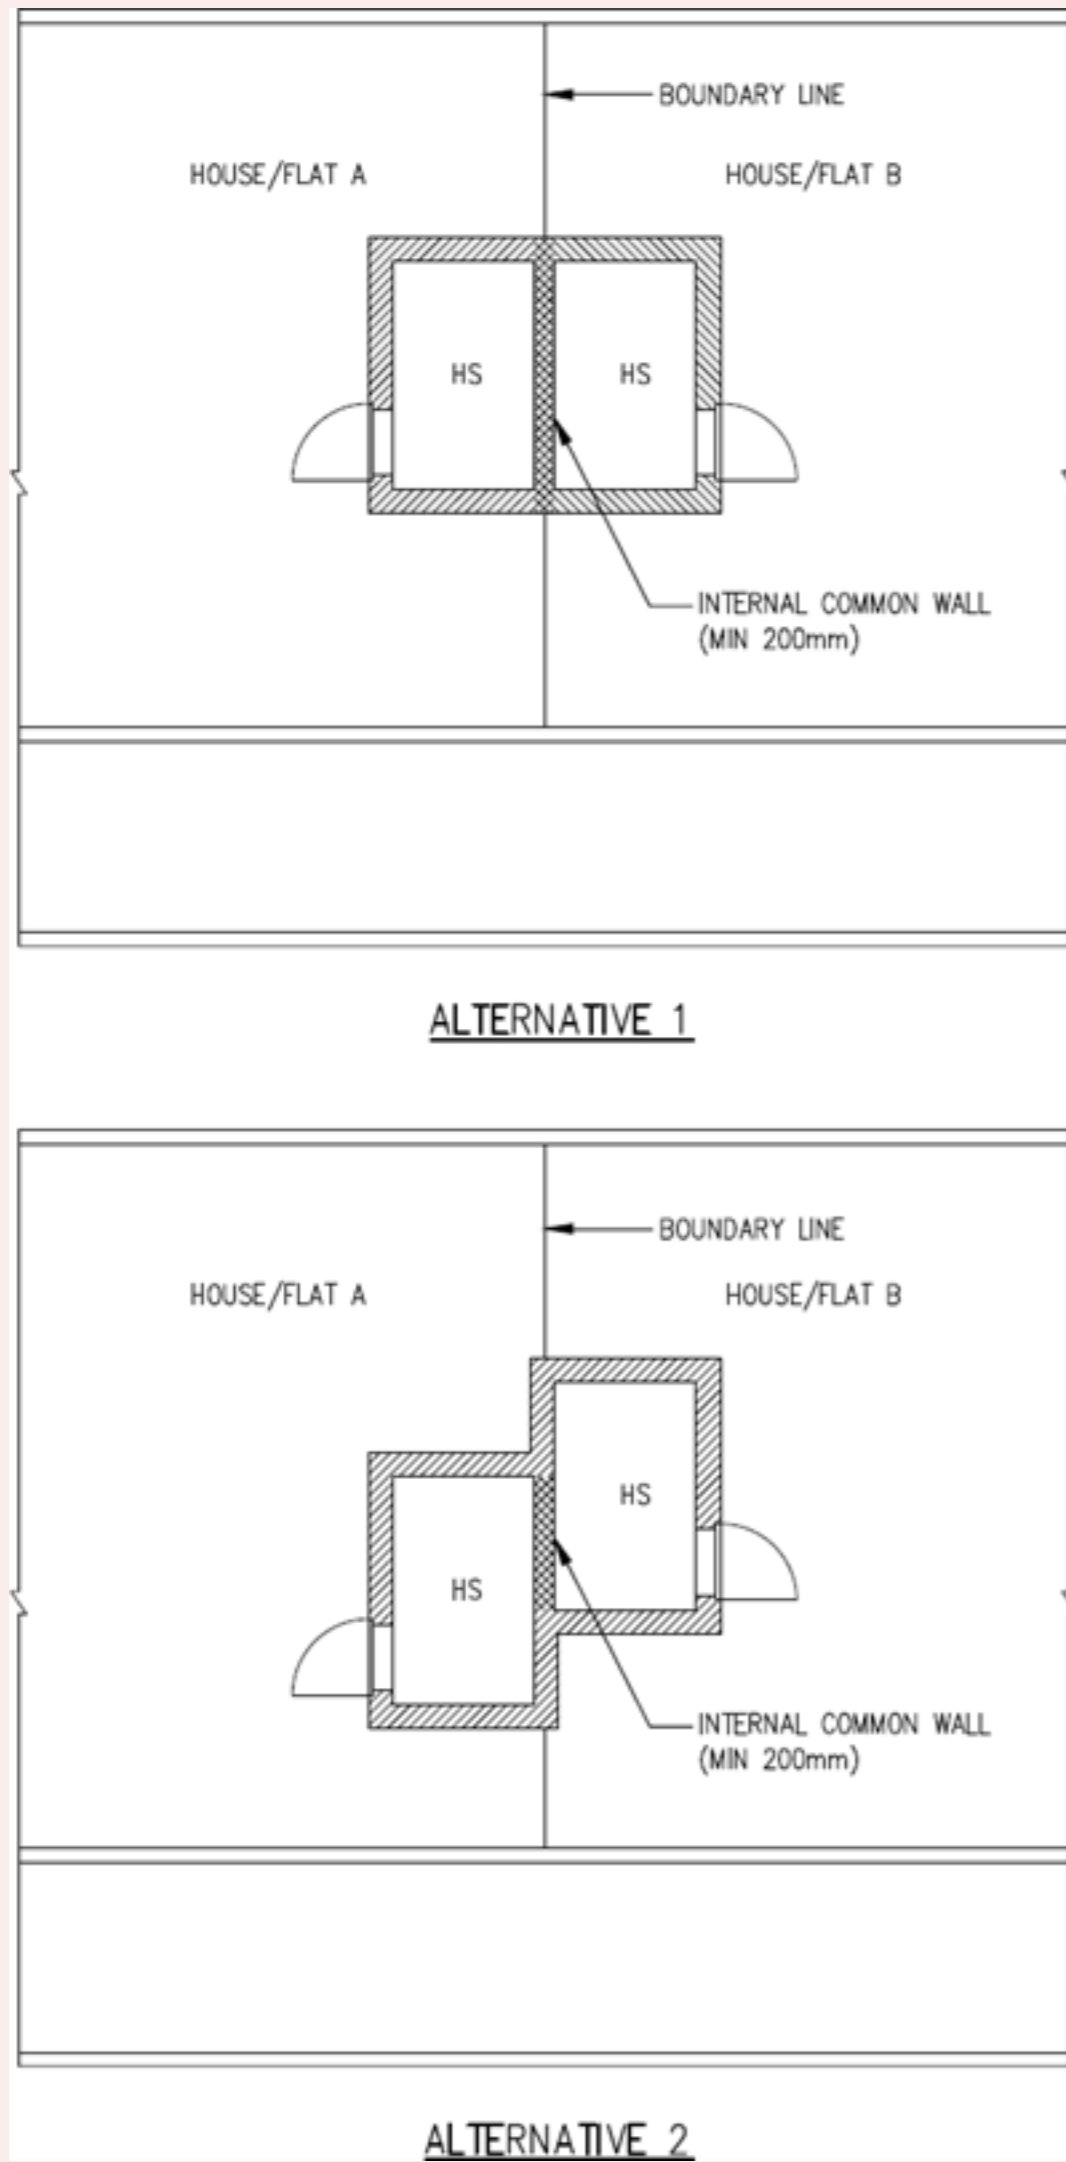 BOUNDARY LINE
HOUSE/FLAT A
HOUSE/FLAT B
HS
HS
INTERNAL COMMON WALL
(MIN 200mm)
ALTERNATIVE 1
BOUNDARY LINE
HOUSE/FLAT A
HOUSE/FLAT B
HS
HS
INTERNAL COMMON WALL
(MIN 200mm)
ALTERNATIVE 2